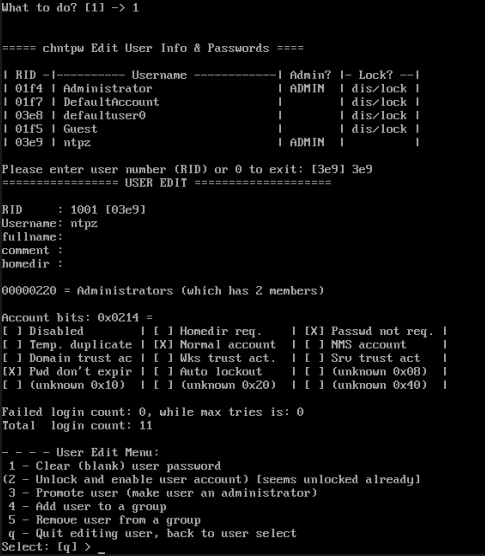 What to do? [1] -> 1
===== chntpw Edit User Info & Passwords ====
| RID -|---------- Username ------------| Admin? |- Lock? --|
| 01f4 | Administrator | ADMIN | dis/lock |
| 01f7 | DefaultAccount | | dis/lock |
| 03e8 | defaultuser0 | | dis/lock |
| 01f5 | Guest | | dis/lock |
| 03e9 | ntpz | ADMIN | |
Please enter user number (RID) or 0 to exit: [3e9] 3e9
================= USER EDIT ====================
RID : 1001 [03e9]
Username: ntpz
fullname:
comment :
homedir :
00000220 = Administrators (which has 2 members)
Account bits: 0x0214 =
[ ] Disabled | [ ] Homedir req. | [X] Passwd not req. |
[ ] Temp. duplicate | [X] Normal account | [ ] NMS account |
[ ] Domain trust ac | [ ] Wks trust act. | [ ] Srv trust act |
[X] Pwd don't expir | [ ] Auto lockout | [ ] (unknown 0x08) |
[ ] (unknown 0x10) | [ ] (unknown 0x20) | [ ] (unknown 0x40) |
Failed login count: 0, while max tries is: 0
Total login count: 11
- - - - User Edit Menu:
1 - Clear (blank) user password
(2 - Unlock and enable user account) [seems unlocked already]
3 - Promote user (make user an administrator)
4 - Add user to a group
5 - Remove user from a group
q - Quit editing user, back to user select
Select: [q] > _